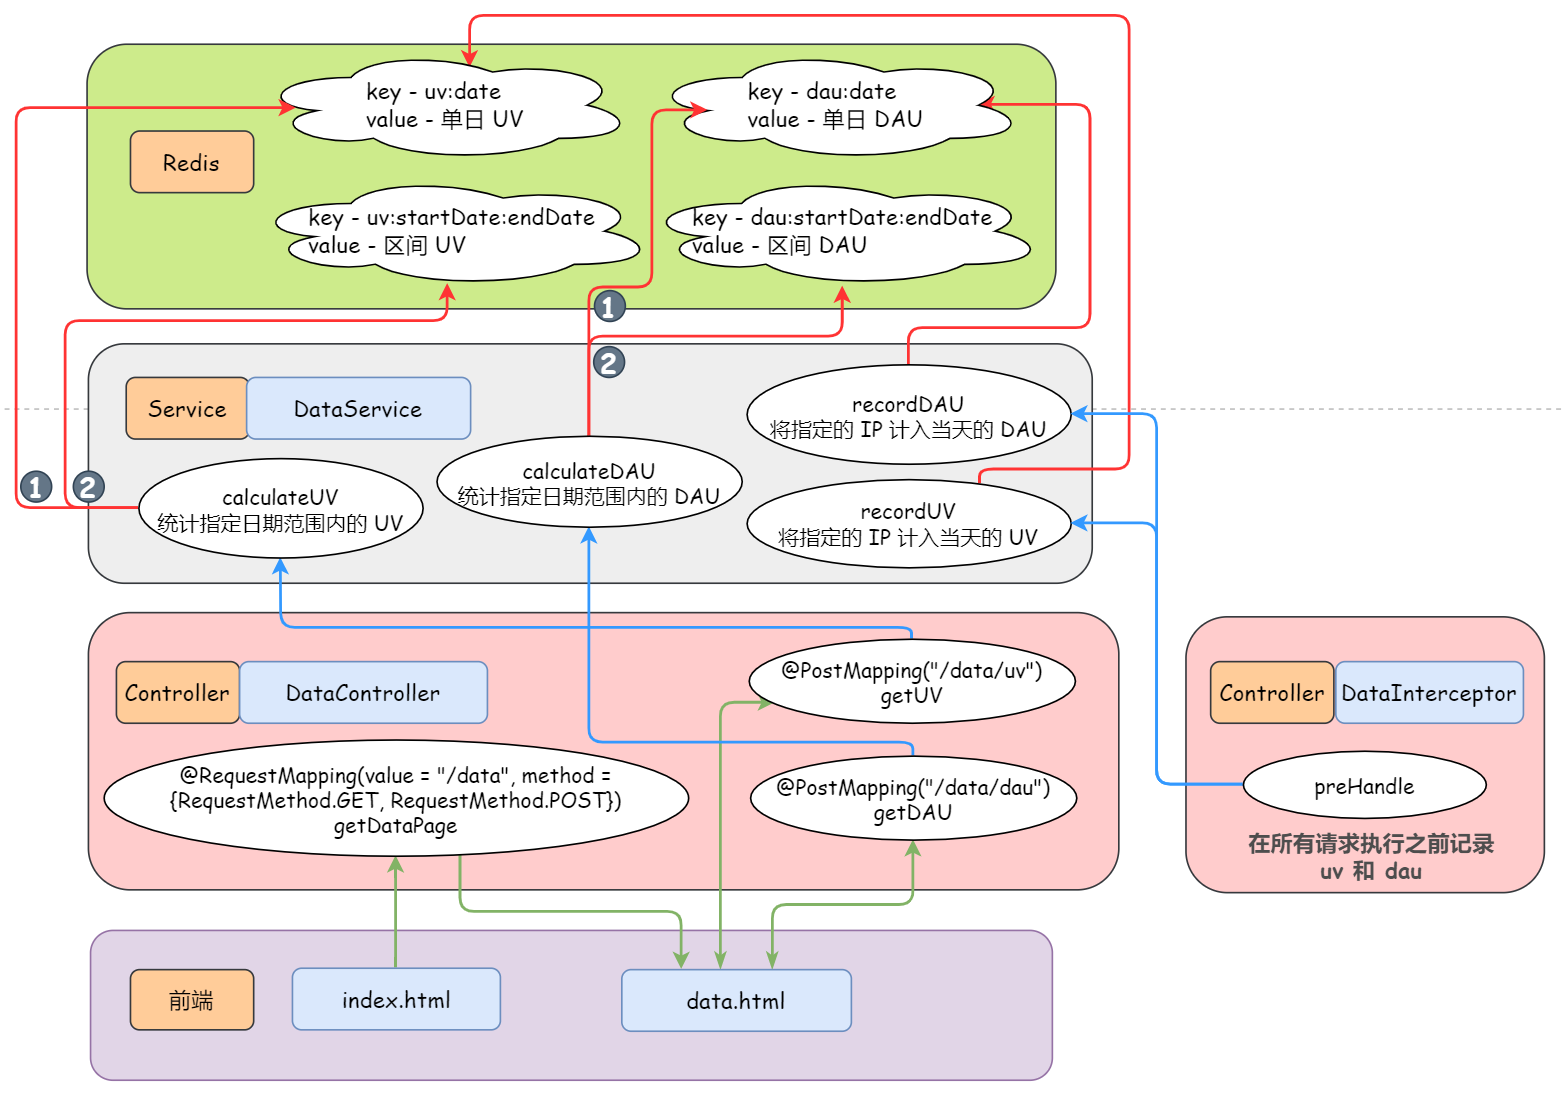 key - uv:date
value - 单日 UV
key - dau:date
value - 单日 DAU
Redis
key - uv:startDate:endDate
value - 区间 UV
key - dau:startDate:endDate
value - 区间 DAU
1
2
Service
DataService
recordDAU
将指定的 IP 计入当天的 DAU
calculateDAU
统计指定日期范围内的 DAU
1
2
calculateUV
统计指定日期范围内的 UV
recordUV
将指定的 IP 计入当天的 UV
@PostMapping("/data/uv")
getUV
Controller
DataController
Controller
DataInterceptor
@RequestMapping(value = "/data", method =
{RequestMethod.GET, RequestMethod.POST})
getDataPage
@PostMapping("/data/dau")
getDAU
preHandle
在所有请求执行之前记录
uv 和 dau
前端
index.html
data.html